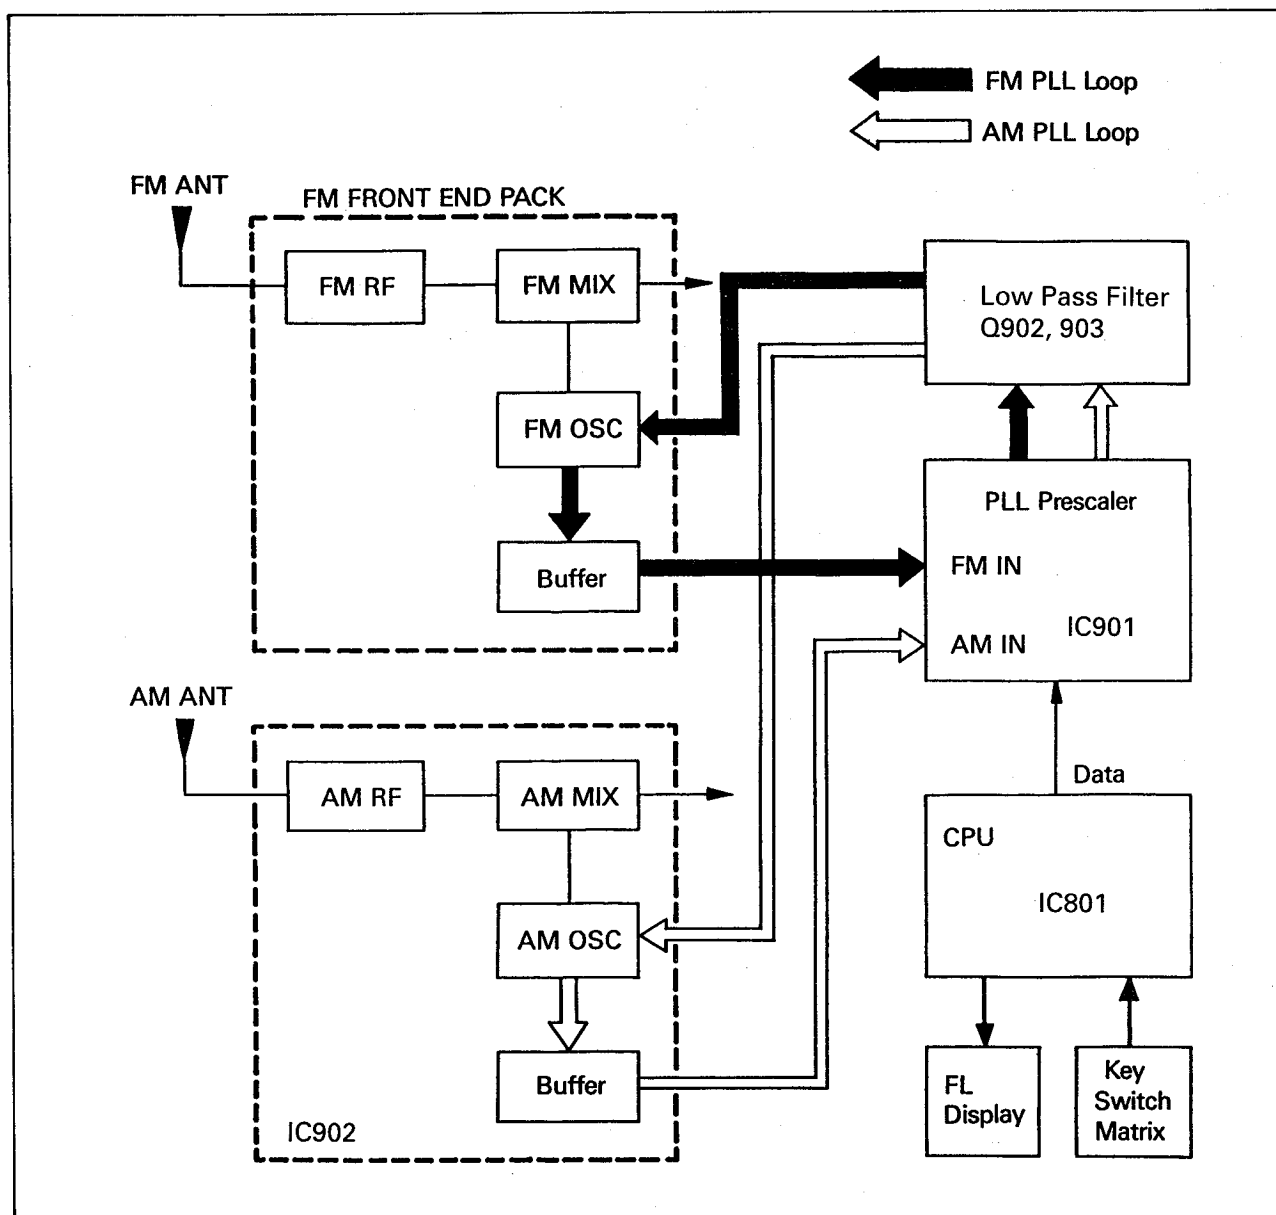 FM PLL Loop
AM PLL Loop
FM ANT
FM FRONT END PACK
FM RF
FM MIX
FM OSC
Buffer
Low Pass Filter
Q902, 903
PLL Prescaler
FM IN
IC901
AM IN
AM ANT
AM RF
AM MIX
AM OSC
Buffer
IC902
Data
CPU
IC801
FL
Display
Key
Switch
Matrix